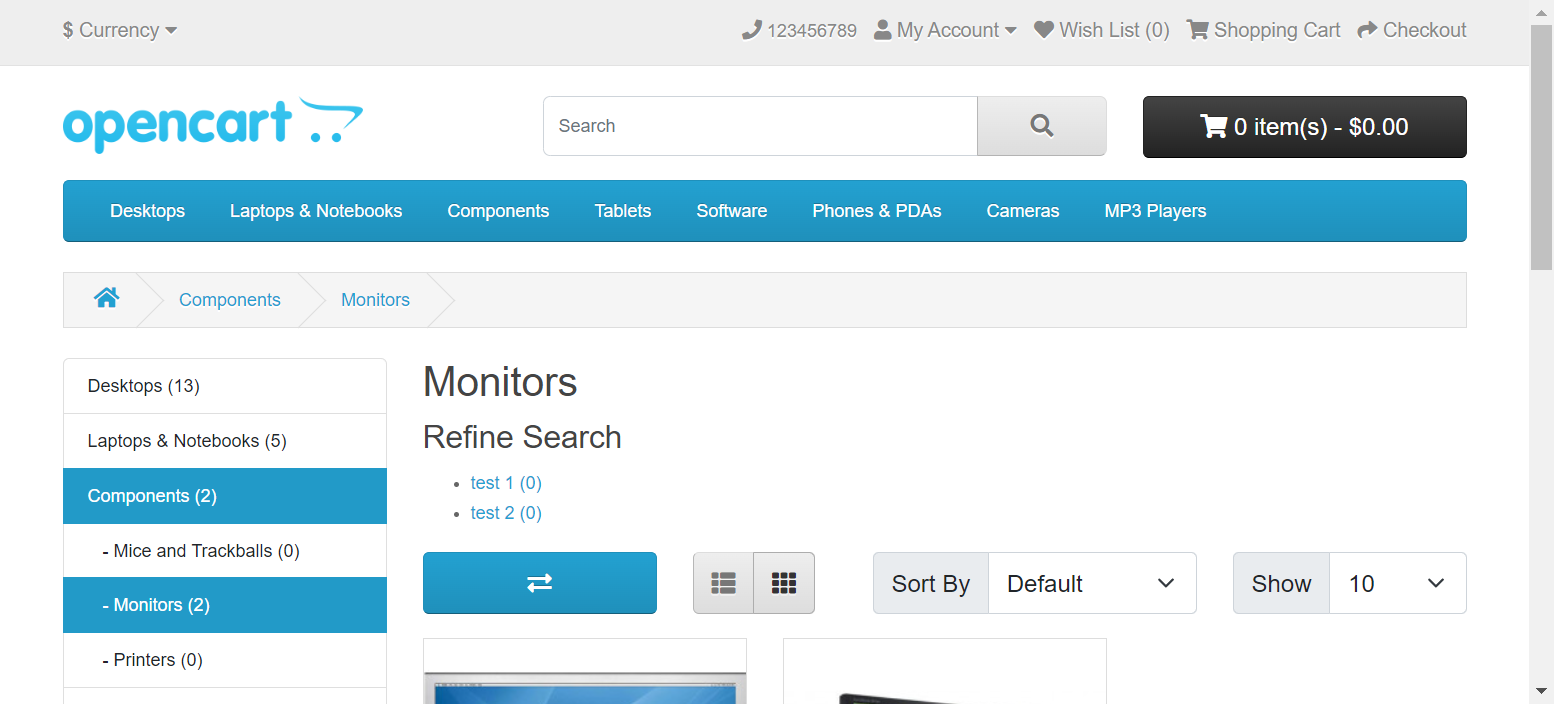 $ Currency 123456789 My Account Wish List (0) Shopping Cart Checkout
opencart Search 0 item(s) - $0.00
Desktops Laptops & Notebooks Components Tablets Software Phones & PDAs Cameras MP3 Players
Components Monitors
Desktops (13)
Laptops & Notebooks (5)
Components (2)
- Mice and Trackballs (0)
- Monitors (2)
- Printers (0)
Monitors
Refine Search
test 1 (0)
test 2 (0)
Sort By Default Show 10